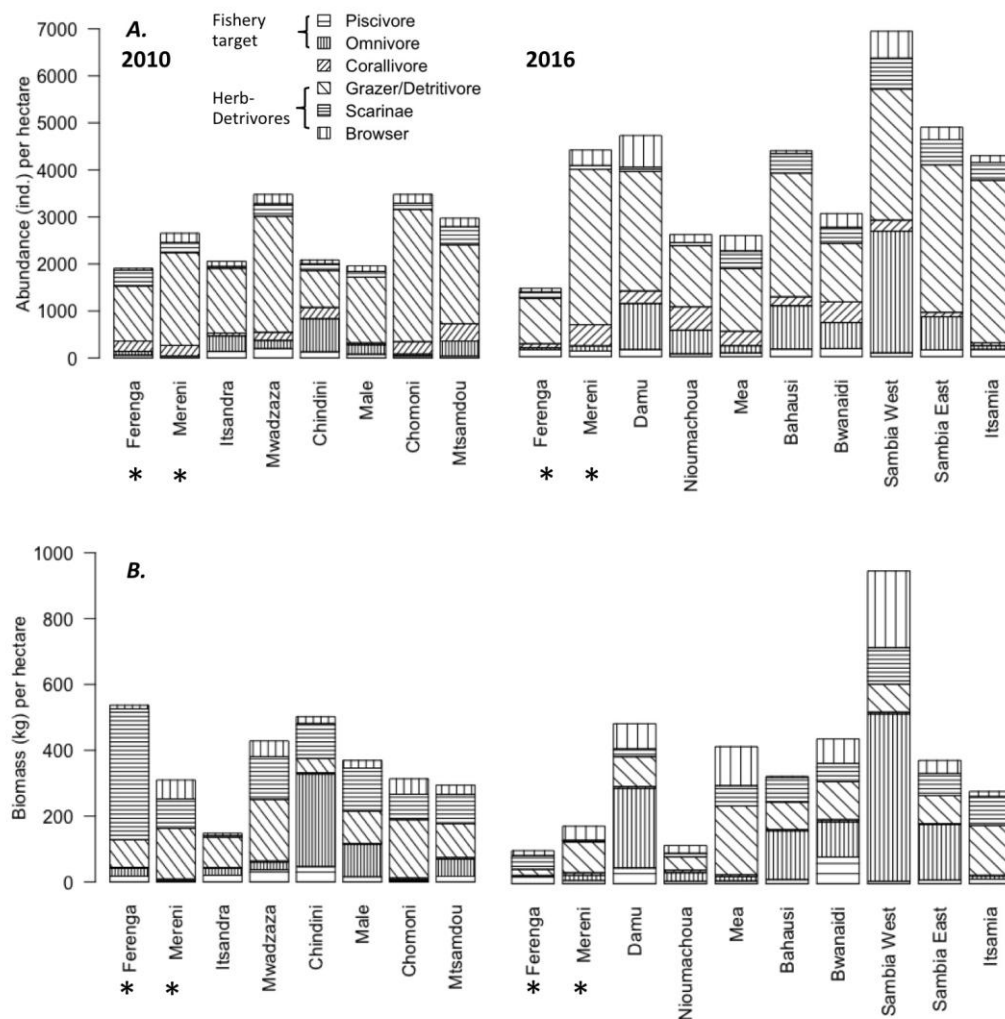 A.
2010
Fishery
target
Piscivore
Omnivore
Corallivore
Herb-
Detrivores
Grazer/Detritivore
Scarinae
Browser
2016
Abundance (ind.) per hectare
7000
6000
5000
4000
3000
2000
1000
0
Ferenga
Mereni
Itsandra
Mwadzaza
Chindini
Male
Chomoni
Mtsamdou
* *
Ferenga
Mereni
Damu
Nioumachoua
Mea
Bahausi
Bwanaidi
Sambia West
Sambia East
Itsamia
* *
B.
Biomass (kg) per hectare
1000
800
600
400
200
0
Ferenga
Mereni
Itsandra
Mwadzaza
Chindini
Male
Chomoni
Mtsamdou
* *
Ferenga
Mereni
Damu
Nioumachoua
Mea
Bahausi
Bwanaidi
Sambia West
Sambia East
Itsamia
* *